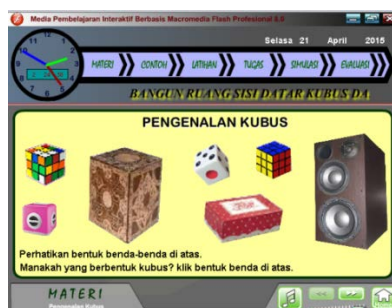 Media Pembelajaran Interaktif Berbasis Macromedia Flash Profesional 8.0
Selasa 21 April 2015
MATERI CONTOH LATIHAN TUGAS SIMULASI EVALUASI
BANGUN RUANG SISI DATAR KUBUS DA
PENGENALAN KUBUS
Perhatikan bentuk benda-benda di atas.
Manakah yang berbentuk kubus? klik bentuk benda di atas.
MATERI
Pengenalan Kubus